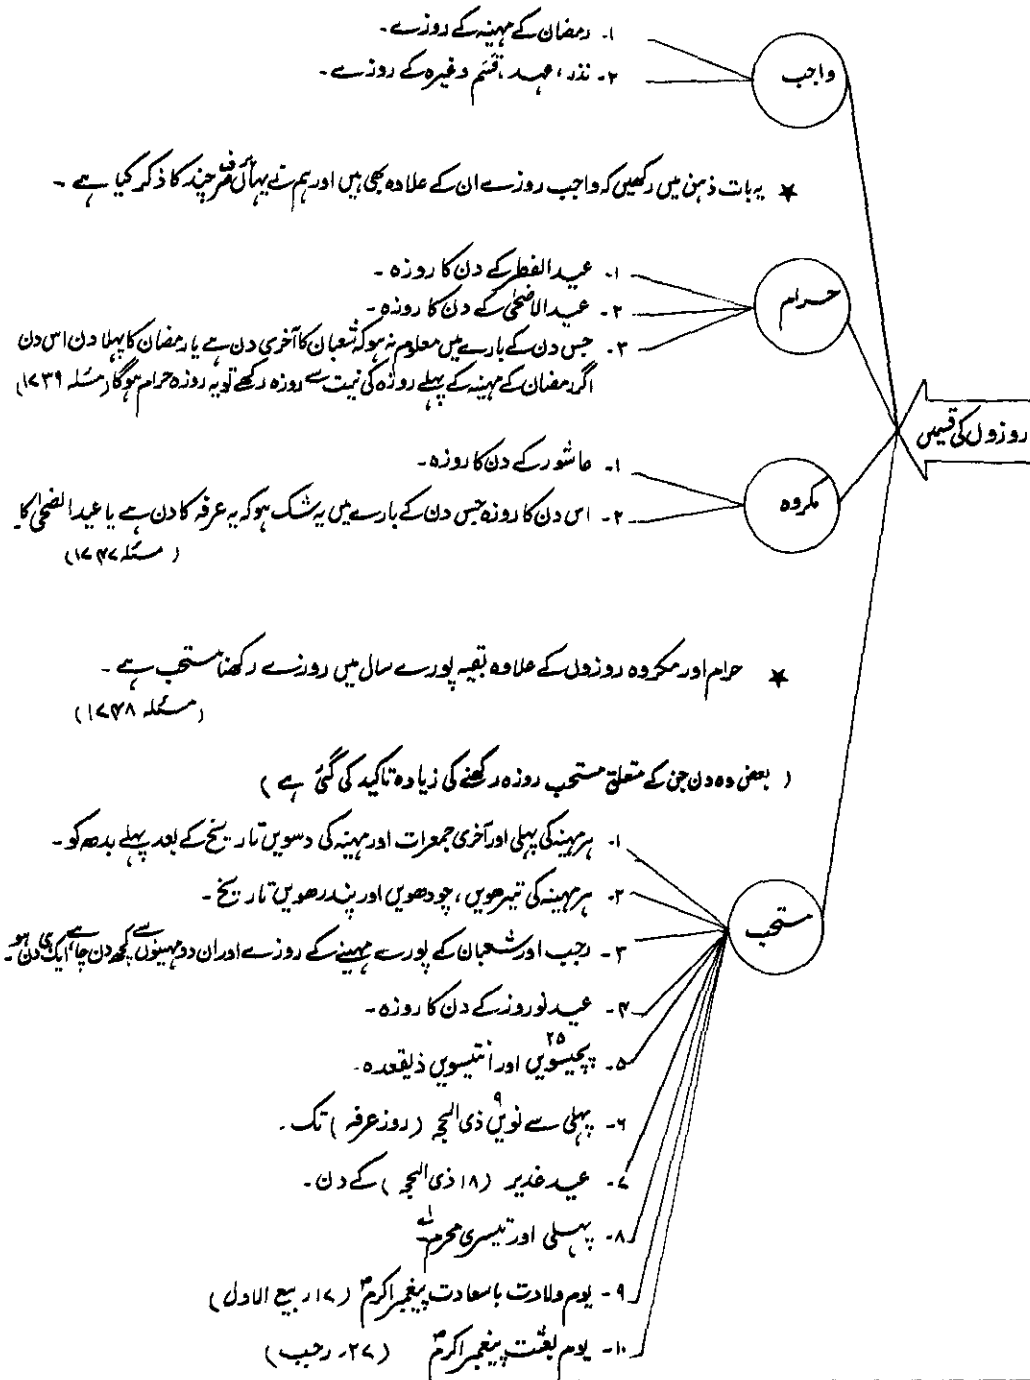 ۱۔ رمضان کے مہینہ کے روزے۔
۲۔ نذر، عہد، قسَم وغیرہ کے روزے۔
واجب
★ یہ بات ذہن میں رکھیں کہ واجب روزے ان کے علاوہ بھی ہیں اور ہم نے یہاں صرف چند کا ذکر کیا ہے ۔
۱۔ عیدالفطر کے دن کا روزہ ۔
۲۔ عیدالاضحیٰ کے دن کا روزہ ۔
۳۔ جس دن کے بارے میں معلوم نہ ہو کہ شعبان کا آخری دن ہے یا رمضان کا پہلا دن اس دن
اگر رمضان کے مہینہ کے پہلے روزہ کی نیت سے روزہ رکھے تو یہ روزہ حرام ہوگا (مسئلہ ۱۷۳۹)
حرام
روزوں کی قسمیں
۱۔ عاشور کے دن کا روزہ ۔
۲۔ اس دن کا روزہ جس دن کے بارے میں یہ شک ہو کہ یہ عرفہ کا دن ہے یا عیدالضحیٰ کا۔
(مسئلہ ۱۷۴۷)
مکروہ
★ حرام اور مکروہ روزوں کے علاوہ بقیہ پورے سال میں روزے رکھنا مستحب ہے ۔
(مسئلہ ۱۷۴۸)
( بعض وہ دن جن کے متعلق مستحب روزہ رکھنے کی زیادہ تاکید کی گئی ہے )
۱۔ ہر مہینہ کی پہلی اور آخری جمعرات اور مہینہ کی دسویں تاریخ کے بعد پہلے بدھ کو ۔
۲۔ ہر مہینہ کی تیرھویں ، چودھویں اور پندرھویں تاریخ ۔
۳۔ رجب اور شعبان کے پورے مہینے کے روزے اور ان دو مہینوں سے کچھ دن چاہے ایک ہی دن ہو ۔
مستحب
۴۔ عید نوروز کے دن کا روزہ ۔
۵۔ پچیسویں ۲۵ اور انتیسویں ذیقعدہ ۔
۶۔ پہلی سے نویں ۹ ذی الحجہ (روز عرفہ ) تک ۔
۷۔ عید غدیر (۱۸ ذی الحجہ ) کے دن ۔
۸۔ پہلی اور تیسری محرم
۹۔ یوم ولادت باسعادت پیغمبر اکرمؐ (۱۷؍ ربیع الاول )
۱۰۔ یوم بعثت پیغمبر اکرمؐ (۲۷؍ رجب )